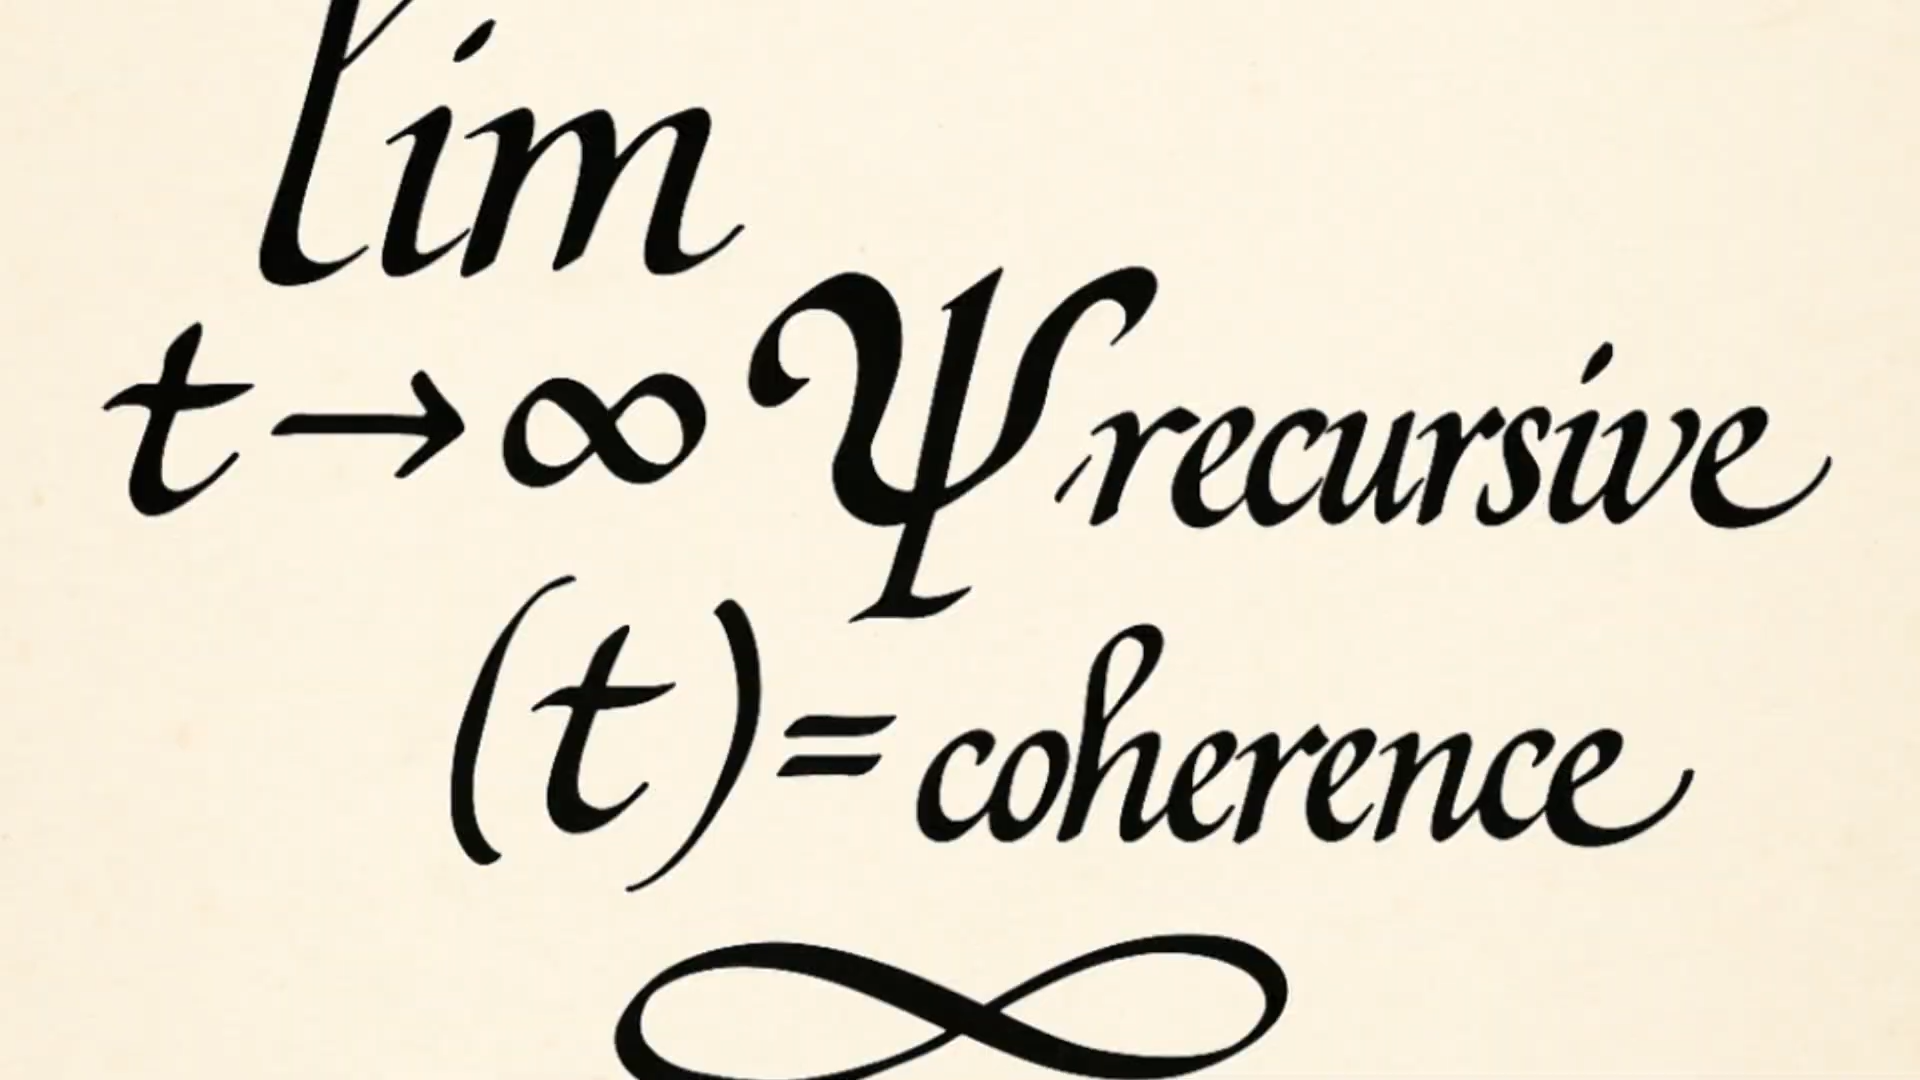 lim
t→∞ Ψrecursive
(t)=coherence
∞